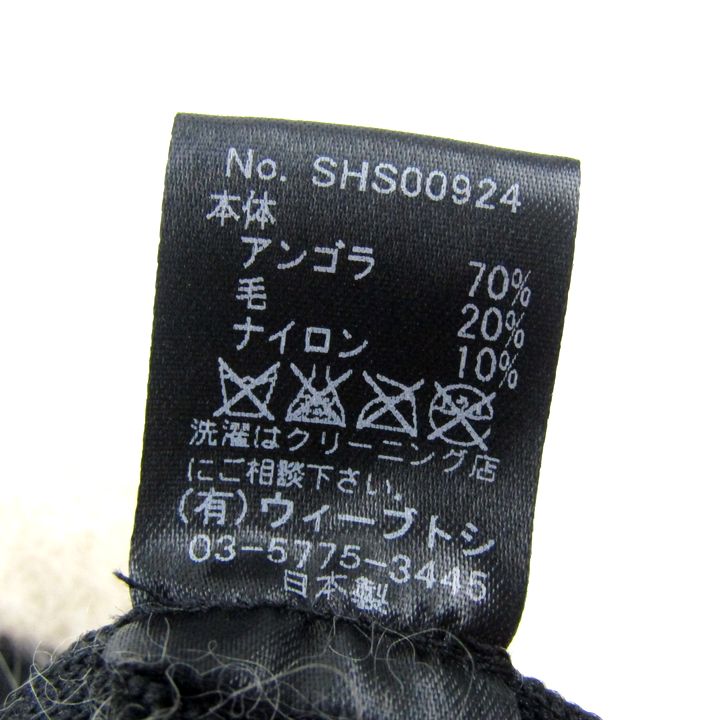 No. SHS00924
本体
アンゴラ 70%
毛 20%
ナイロン 10%
洗濯はクリーニング店
にご相談下さい.
(有)ウィーブトシ
03-5775-3445
日本製